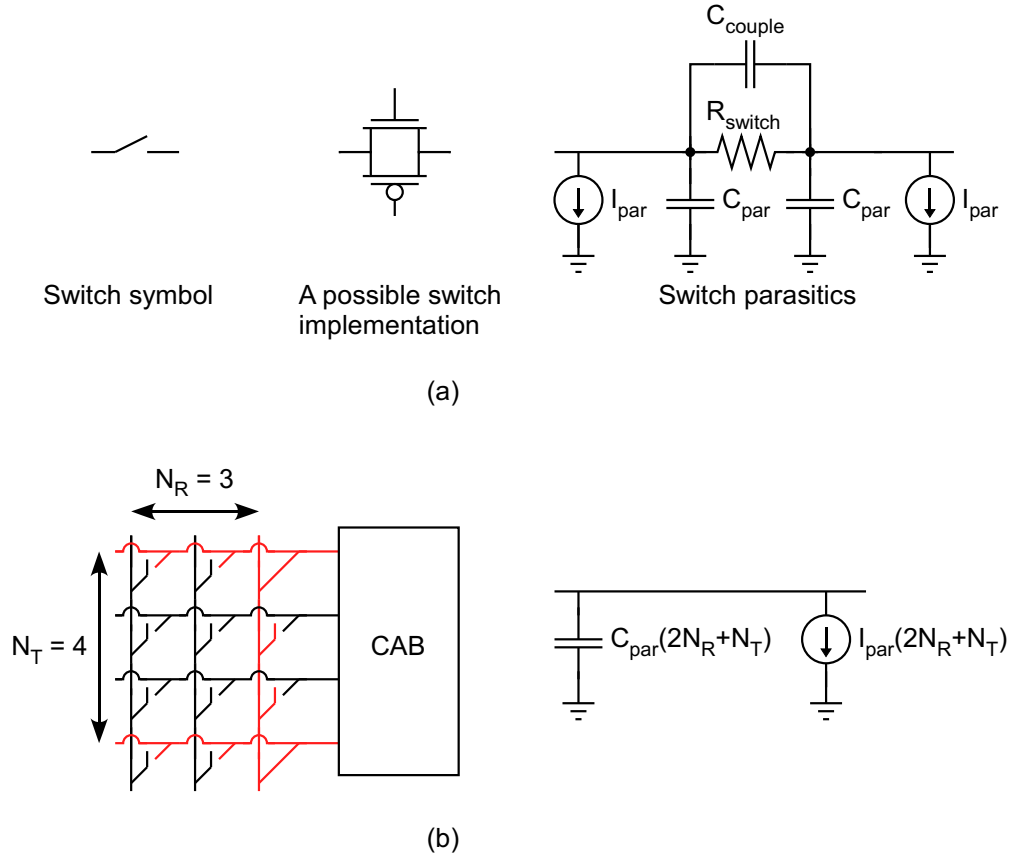 C_couple
R_switch
I_par
C_par
C_par
I_par
Switch symbol
A possible switch
implementation
Switch parasitics
(a)
N_R = 3
N_T = 4
CAB
C_par(2N_R+N_T)
I_par(2N_R+N_T)
(b)